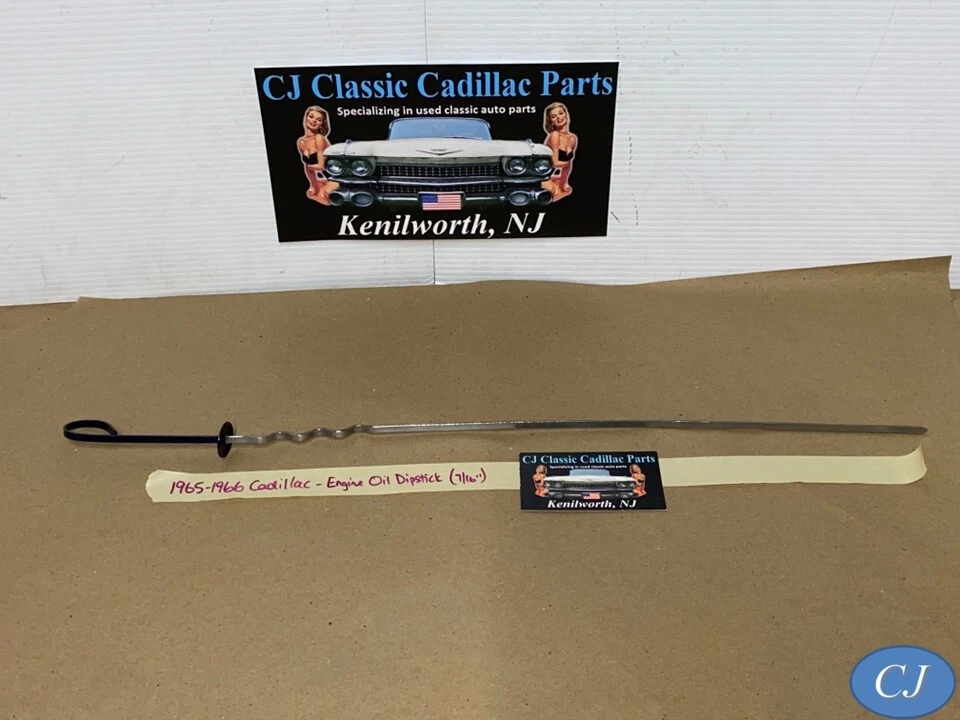 CJ Classic Cadillac Parts
Specializing in used classic auto parts
Kenilworth, NJ
1965-1966 Cadillac - Engine Oil Dipstick (7/16")
CJ Classic Cadillac Parts
Specializing in used classic auto parts
Kenilworth, NJ
CJ